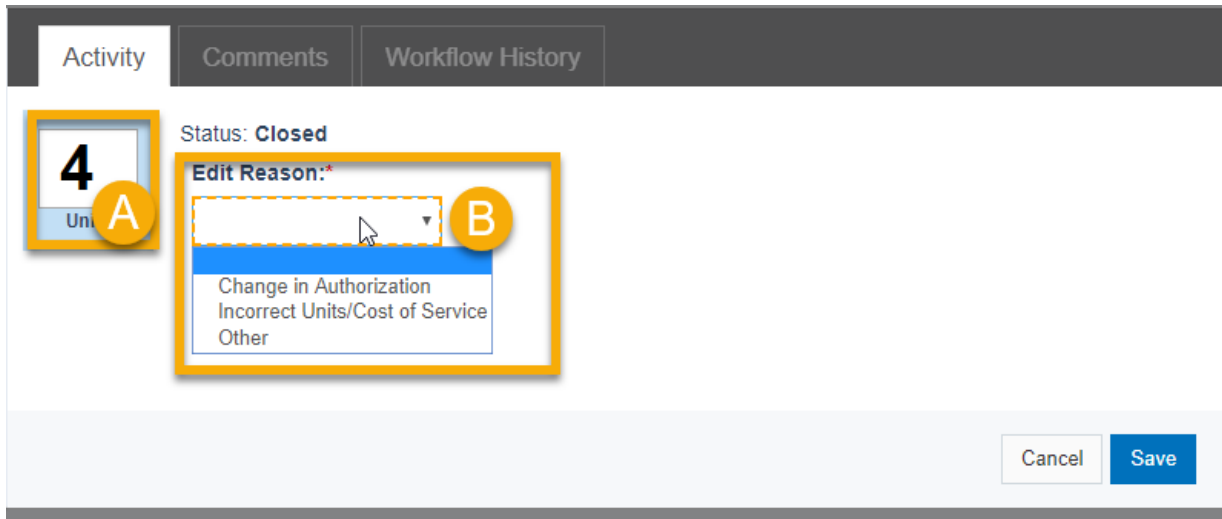 Activity Comments Workflow History
4
A
Status: Closed
Edit Reason:*
B
Change in Authorization
Incorrect Units/Cost of Service
Other
Cancel Save